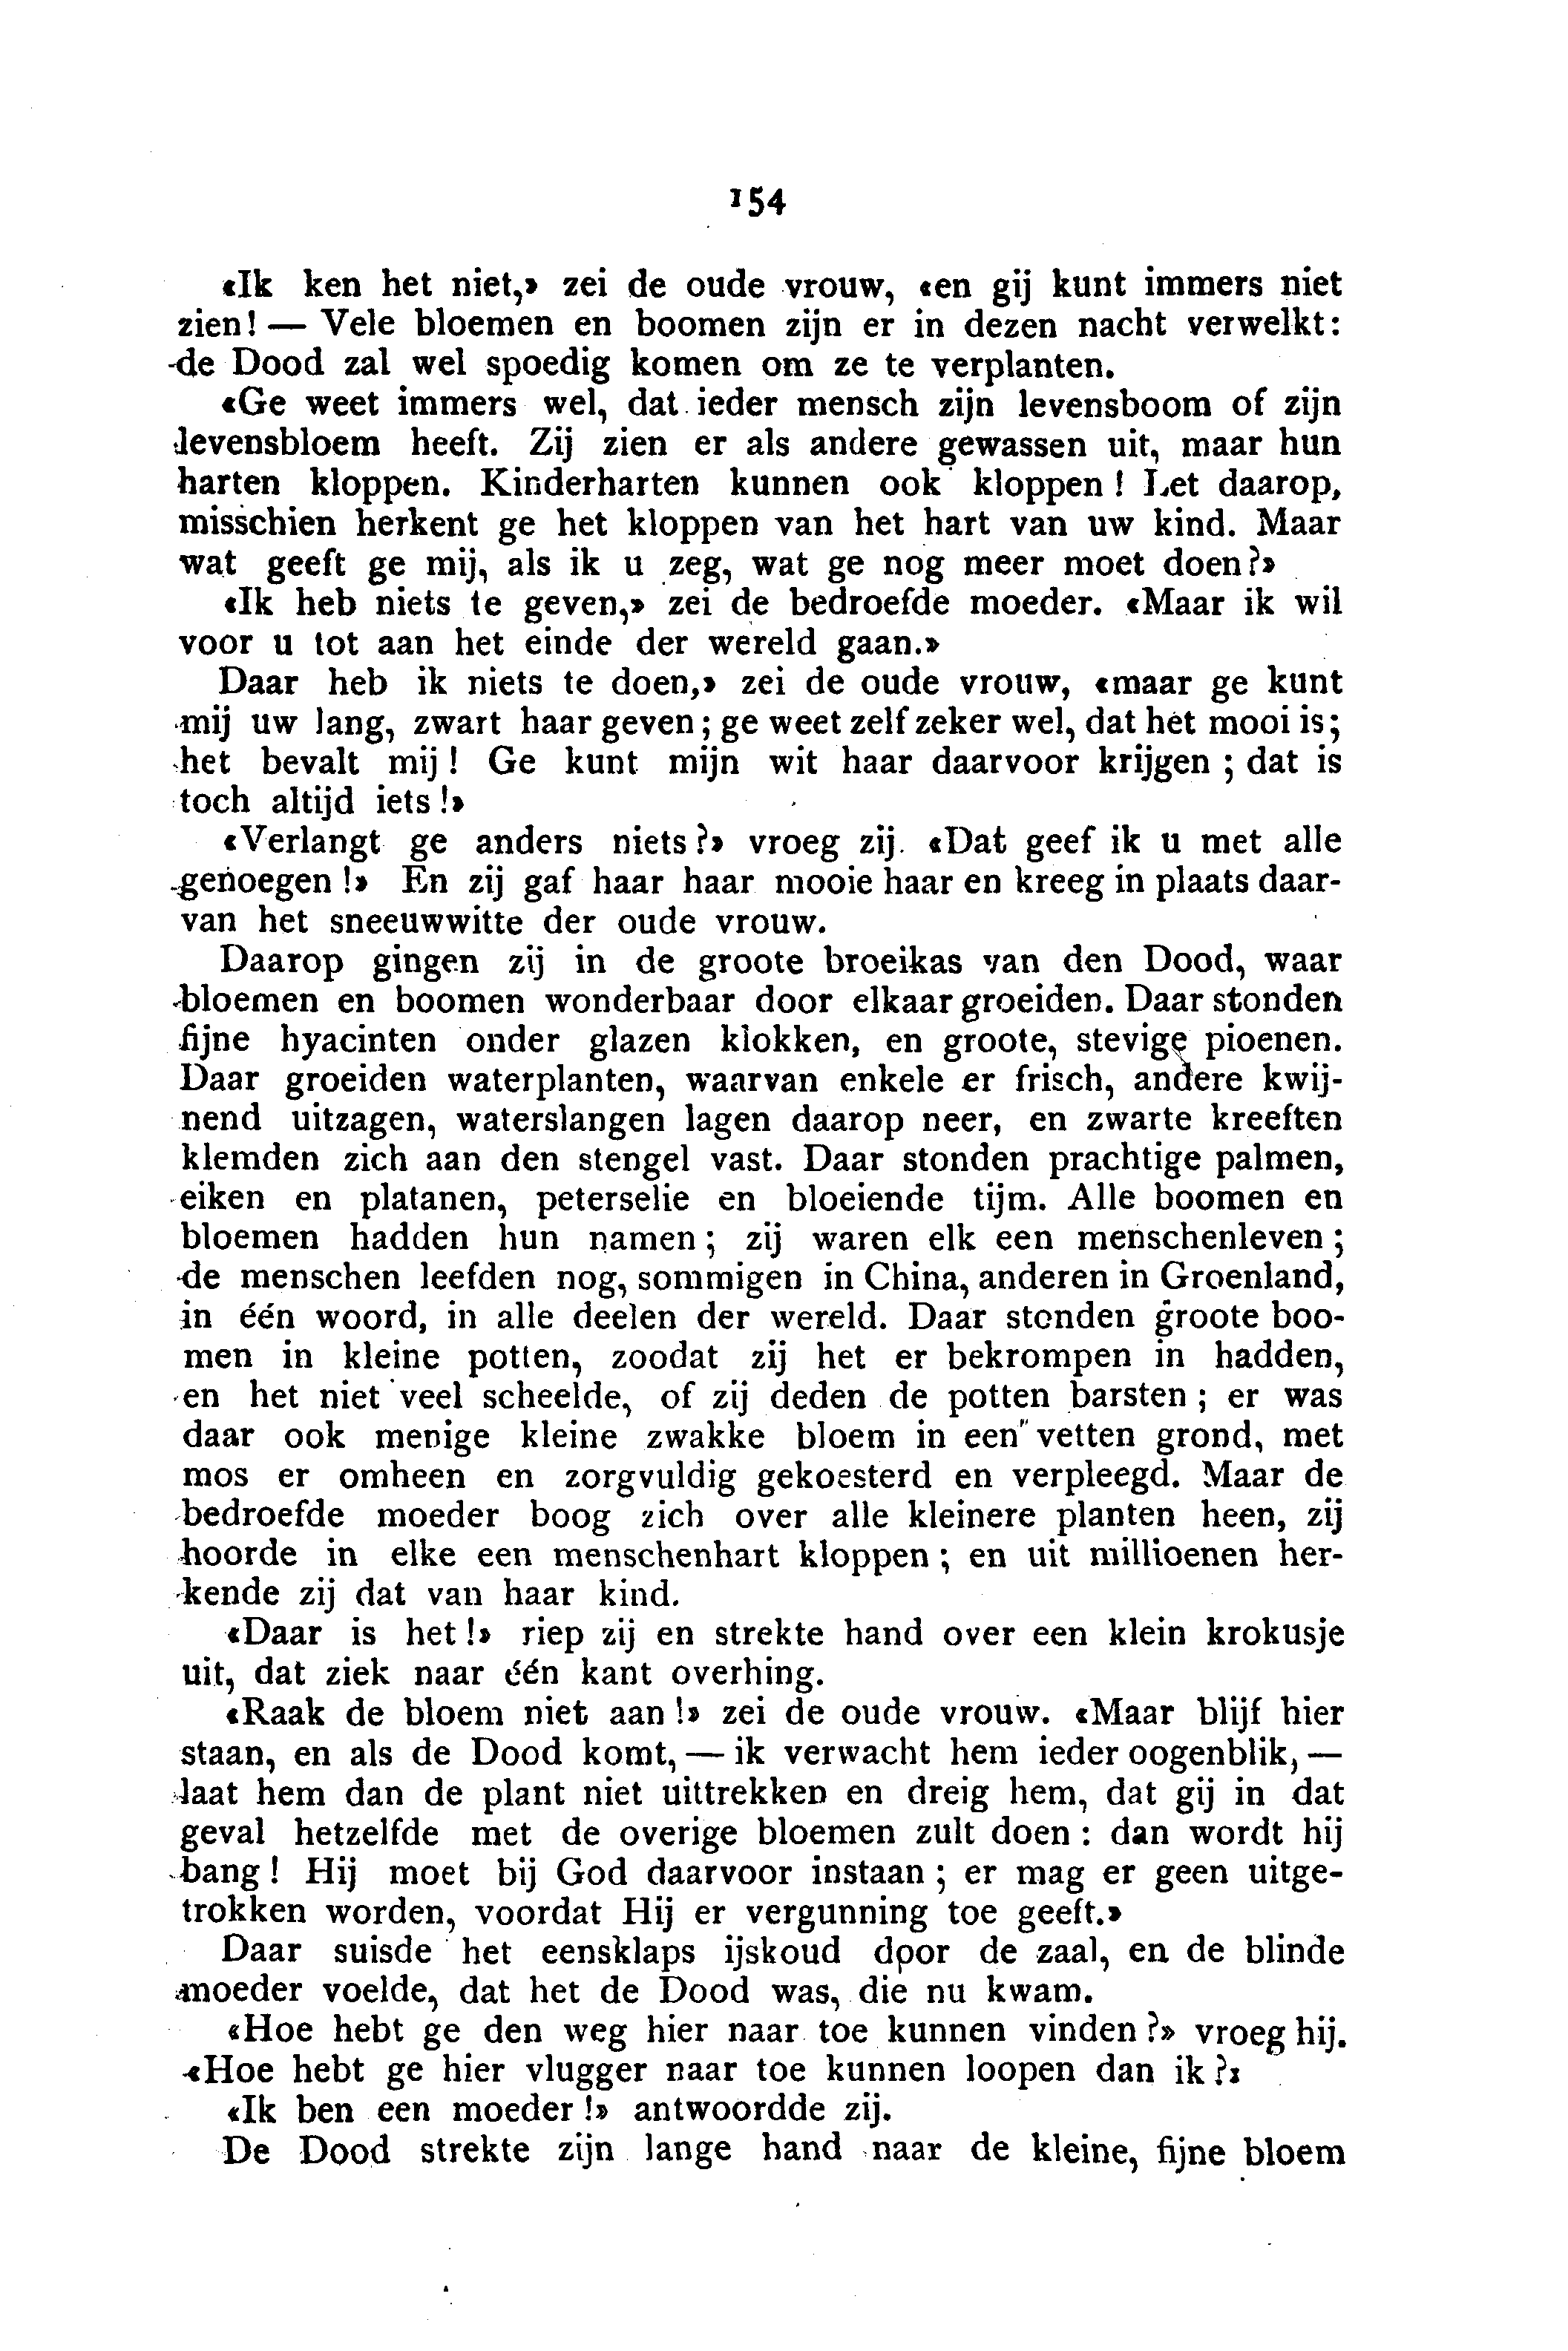 154
«Ik ken het niet,» zei de oude vrouw, «en gij kunt immers niet
zien! — Vele bloemen en boomen zijn er in dezen nacht verwelkt:
de Dood zal wel spoedig komen om ze te verplanten.
«Ge weet immers wel, dat ieder mensch zijn levensboom of zijn
levensbloem heeft. Zij zien er als andere gewassen uit, maar hun
harten kloppen. Kinderharten kunnen ook kloppen! Let daarop,
misschien herkent ge het kloppen van het hart van uw kind. Maar
wat geeft ge mij, als ik u zeg, wat ge nog meer moet doen?»
«Ik heb niets te geven,» zei de bedroefde moeder. «Maar ik wil
voor u tot aan het einde der wereld gaan.»
Daar heb ik niets te doen,» zei de oude vrouw, «maar ge kunt
mij uw lang, zwart haar geven; ge weet zelf zeker wel, dat het mooi is;
het bevalt mij! Ge kunt mijn wit haar daarvoor krijgen; dat is
toch altijd iets!»
«Verlangt ge anders niets?» vroeg zij. «Dat geef ik u met alle
genoegen!» En zij gaf haar haar mooie haar en kreeg in plaats daar-
van het sneeuwwitte der oude vrouw.
Daarop gingen zij in de groote broeikas van den Dood, waar
bloemen en boomen wonderbaar door elkaar groeiden. Daar stonden
fijne hyacinten onder glazen klokken, en groote, stevige pioenen.
Daar groeiden waterplanten, waarvan enkele er frisch, andere kwij-
nend uitzagen, waterslangen lagen daarop neer, en zwarte kreeften
klemden zich aan den stengel vast. Daar stonden prachtige palmen,
eiken en platanen, peterselie en bloeiende tijm. Alle boomen en
bloemen hadden hun namen; zij waren elk een menschenleven;
de menschen leefden nog, sommigen in China, anderen in Groenland,
in één woord, in alle deelen der wereld. Daar stonden groote boo-
men in kleine potten, zoodat zij het er bekrompen in hadden,
en het niet veel scheelde, of zij deden de potten barsten; er was
daar ook menige kleine zwakke bloem in een vetten grond, met
mos er omheen en zorgvuldig gekoesterd en verpleegd. Maar de
bedroefde moeder boog zich over alle kleinere planten heen, zij
hoorde in elke een menschenhart kloppen; en uit millioenen her-
kende zij dat van haar kind.
«Daar is het!» riep zij en strekte hand over een klein krokusje
uit, dat ziek naar één kant overhing.
«Raak de bloem niet aan!» zei de oude vrouw. «Maar blijf hier
staan, en als de Dood komt, — ik verwacht hem ieder oogenblik, —
laat hem dan de plant niet uittrekken en dreig hem, dat gij in dat
geval hetzelfde met de overige bloemen zult doen: dan wordt hij
bang! Hij moet bij God daarvoor instaan; er mag er geen uitge-
trokken worden, voordat Hij er vergunning toe geeft.»
Daar suisde het eensklaps ijskoud door de zaal, en de blinde
moeder voelde, dat het de Dood was, die nu kwam.
«Hoe hebt ge den weg hier naar toe kunnen vinden?» vroeg hij.
«Hoe hebt ge hier vlugger naar toe kunnen loopen dan ik?»
«Ik ben een moeder!» antwoordde zij.
De Dood strekte zijn lange hand naar de kleine, fijne bloem